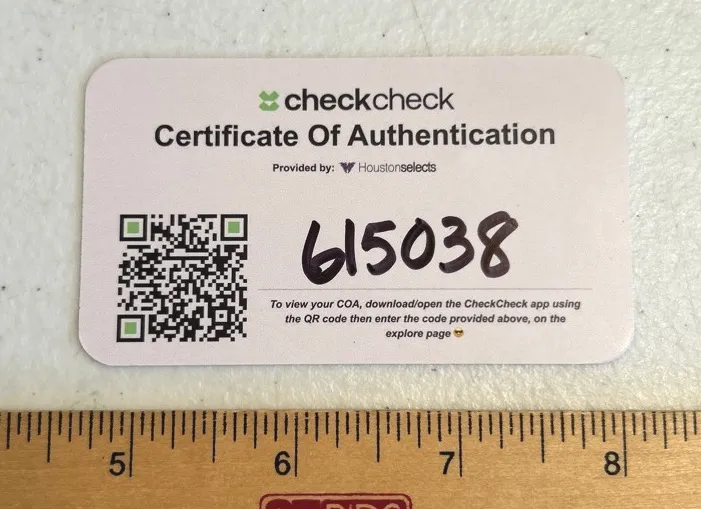 checkcheck
Certificate Of Authentication
Provided by: Houstonselects
615038
To view your COA, download/open the CheckCheck app using
the QR code then enter the code provided above, on the
explore page 😎
5 6 7 8